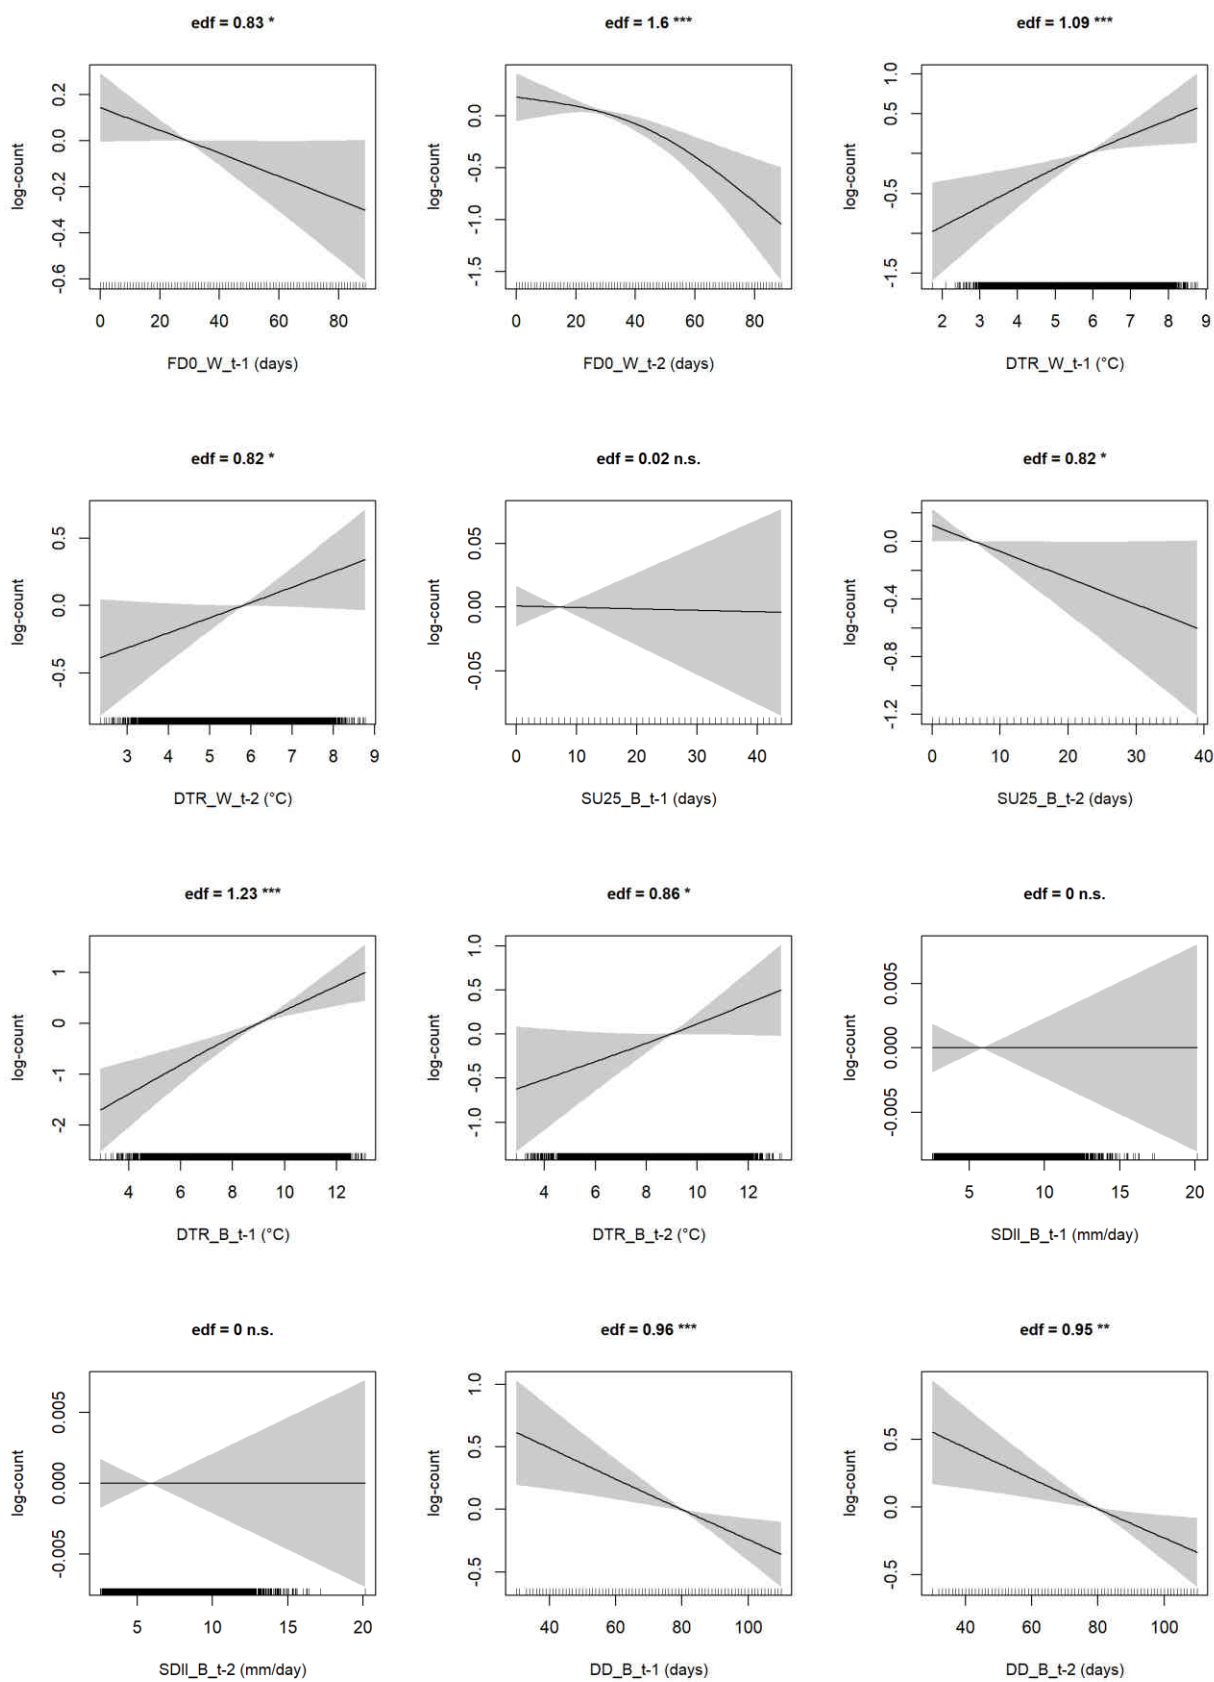 edf = 0.83 *
edf = 1.6 ***
edf = 1.09 ***
log-count
-0.6 -0.4 -0.2 0.0 0.2
0 20 40 60 80
FD0_W_t-1 (days)
log-count
-1.5 -1.0 -0.5 0.0
0 20 40 60 80
FD0_W_t-2 (days)
log-count
-1.5 -0.5 0.5 1.0
2 3 4 5 6 7 8 9
DTR_W_t-1 (°C)
edf = 0.82 *
edf = 0.02 n.s.
edf = 0.82 *
log-count
-0.5 0.0 0.5
3 4 5 6 7 8 9
DTR_W_t-2 (°C)
log-count
-0.05 0.00 0.05
0 10 20 30 40
SU25_B_t-1 (days)
log-count
-1.2 -0.8 -0.4 0.0
0 10 20 30 40
SU25_B_t-2 (days)
edf = 1.23 ***
edf = 0.86 *
edf = 0 n.s.
log-count
-2 -1 0 1
4 6 8 10 12
DTR_B_t-1 (°C)
log-count
-1.0 -0.5 0.0 0.5 1.0
4 6 8 10 12
DTR_B_t-2 (°C)
log-count
-0.005 0.000 0.005
5 10 15 20
SDII_B_t-1 (mm/day)
edf = 0 n.s.
edf = 0.96 ***
edf = 0.95 **
log-count
-0.005 0.000 0.005
5 10 15 20
SDII_B_t-2 (mm/day)
log-count
-0.5 0.0 0.5 1.0
40 60 80 100
DD_B_t-1 (days)
log-count
-0.5 0.0 0.5
40 60 80 100
DD_B_t-2 (days)